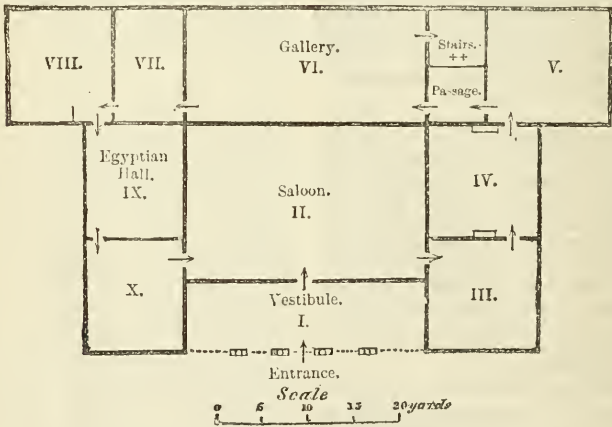 Gallery.
VI.
Stairs.
++
VIII.
VII.
V.
Passage.
Egyptian
Hall.
IX.
Saloon.
II.
IV.
X.
III.
Vestibule.
I.
Entrance.
Scale
0 5 10 15 20 yards